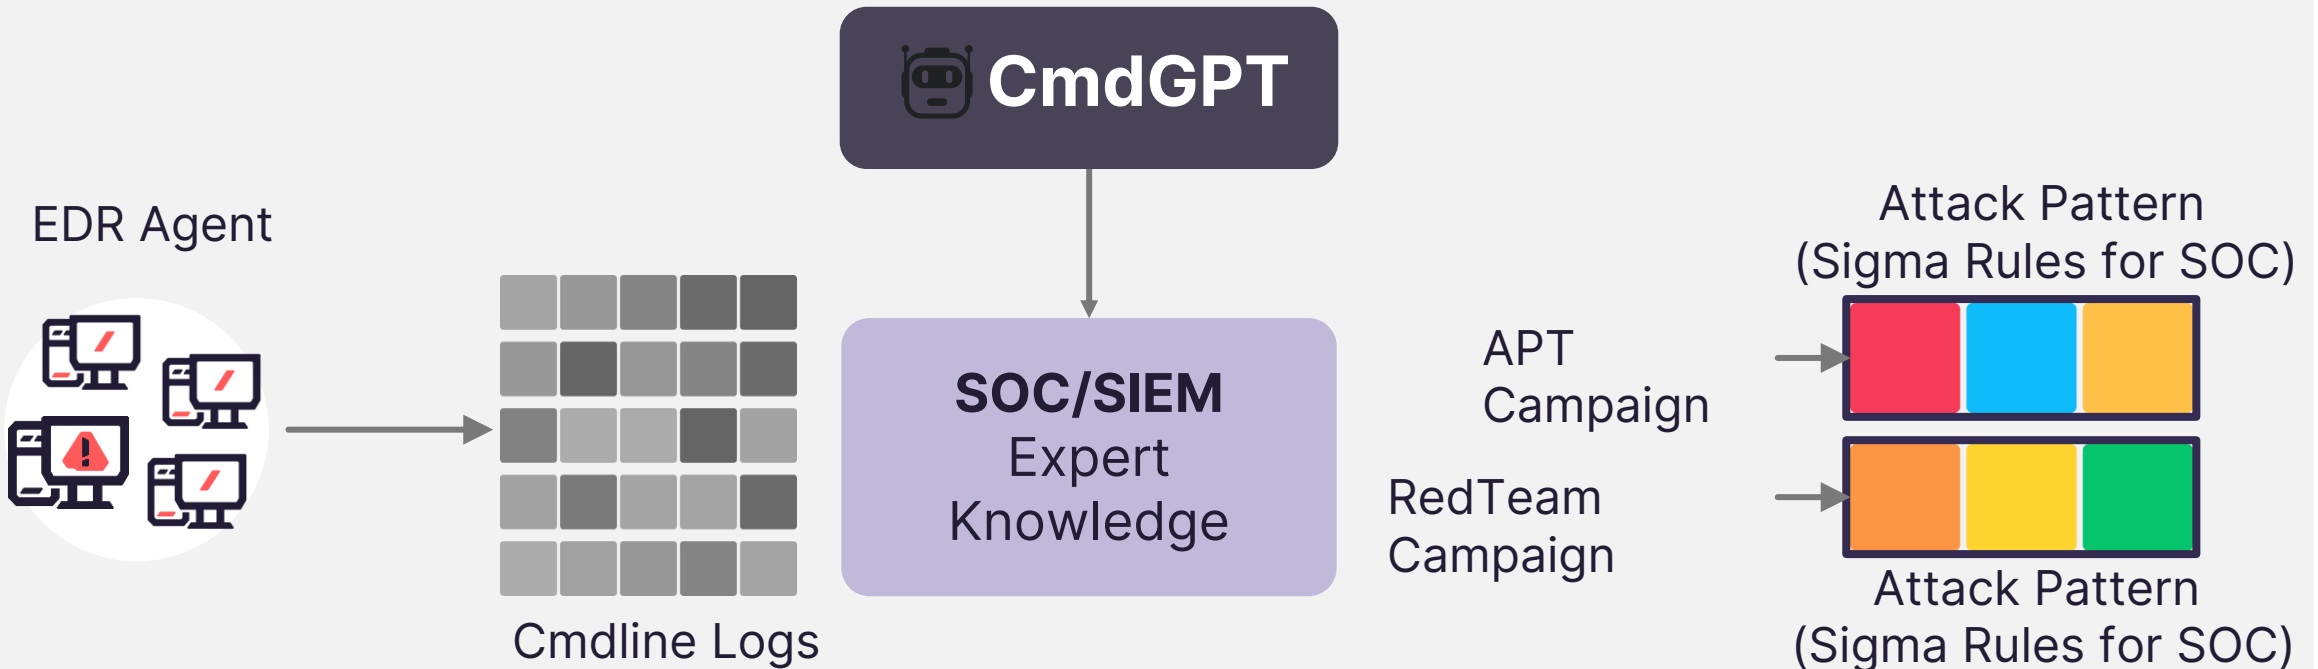 CmdGPT
EDR Agent
Cmdline Logs
SOC/SIEM
Expert
Knowledge
APT
Campaign
RedTeam
Campaign
Attack Pattern
(Sigma Rules for SOC)
Attack Pattern
(Sigma Rules for SOC)